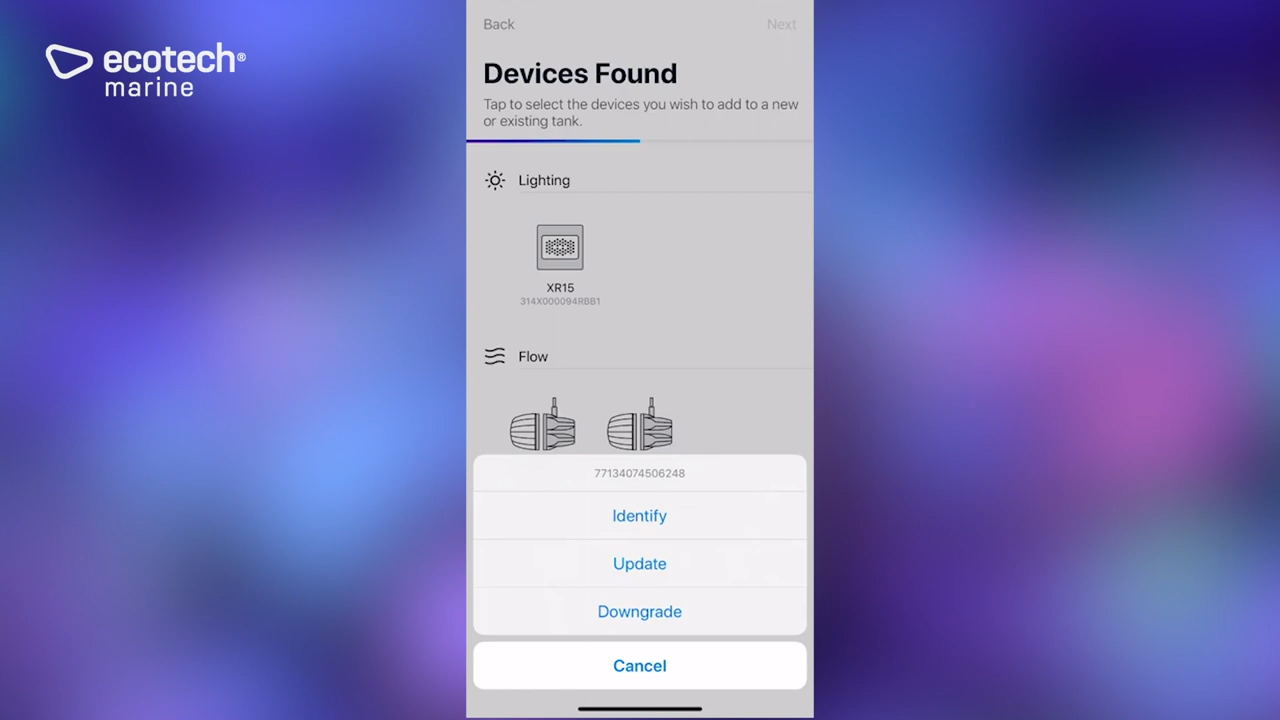 ecotech®
marine
Back
Next
Devices Found
Tap to select the devices you wish to add to a new
or existing tank.
Lighting
XR15
314X000094RBB1
Flow
77134074506248
Identify
Update
Downgrade
Cancel